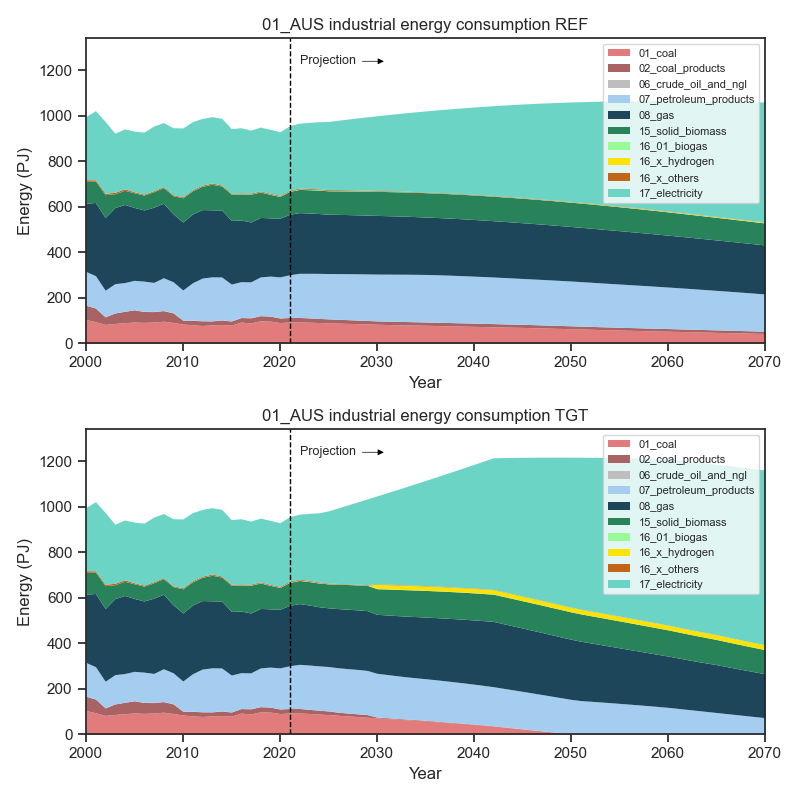 01_AUS industrial energy consumption REF
Energy (PJ)
1200
1000
800
600
400
200
0
Projection
01_coal
02_coal_products
06_crude_oil_and_ngl
07_petroleum_products
08_gas
15_solid_biomass
16_01_biogas
16_x_hydrogen
16_x_others
17_electricity
2000 2010 2020 2030 2040 2050 2060 2070
Year
01_AUS industrial energy consumption TGT
Energy (PJ)
1200
1000
800
600
400
200
0
Projection
01_coal
02_coal_products
06_crude_oil_and_ngl
07_petroleum_products
08_gas
15_solid_biomass
16_01_biogas
16_x_hydrogen
16_x_others
17_electricity
2000 2010 2020 2030 2040 2050 2060 2070
Year